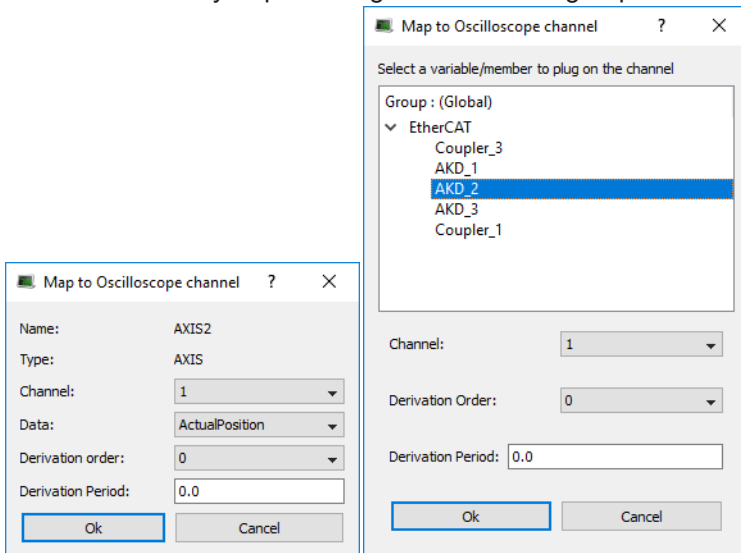 Map to Oscilloscope channel ? ×
Name: AXIS2
Type: AXIS
Channel: 1
Data: ActualPosition
Derivation order: 0
Derivation Period: 0.0
Ok Cancel
Map to Oscilloscope channel ? ×
Select a variable/member to plug on the channel
Group : (Global)
EtherCAT
Coupler_3
AKD_1
AKD_2
AKD_3
Coupler_1
Channel: 1
Derivation Order: 0
Derivation Period: 0.0
Ok Cancel